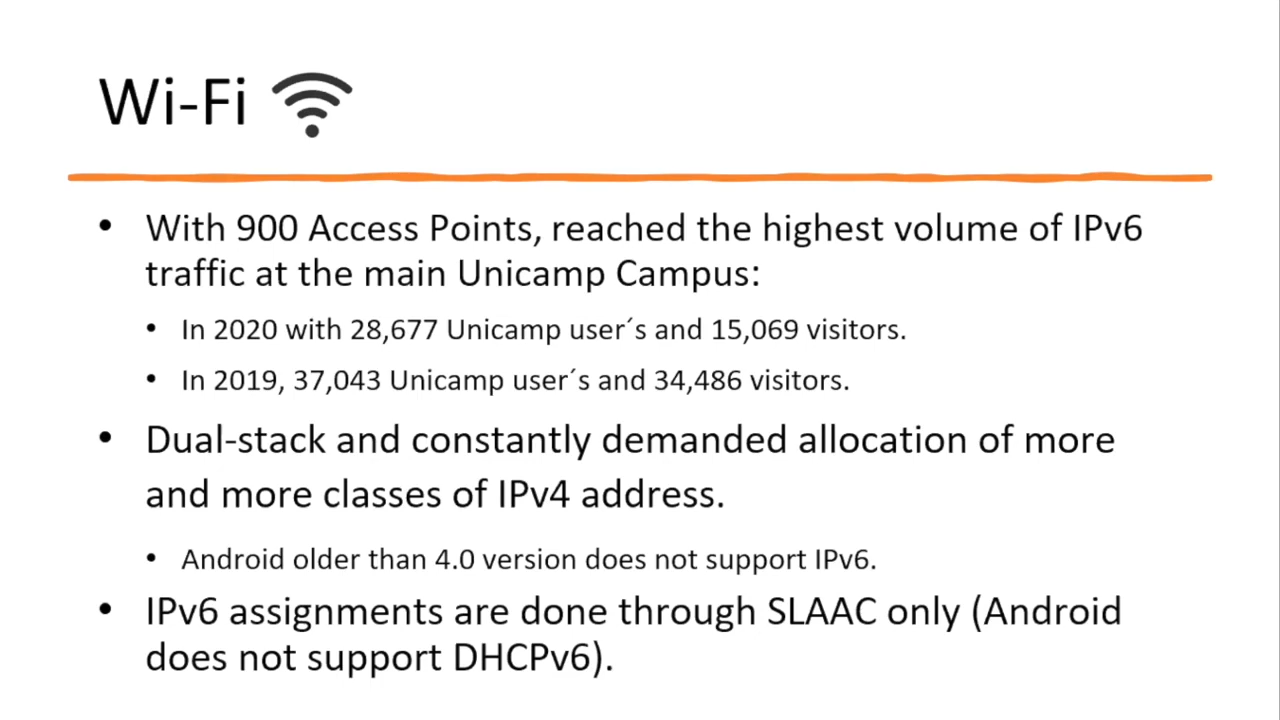 Wi-Fi
• With 900 Access Points, reached the highest volume of IPv6
traffic at the main Unicamp Campus:
• In 2020 with 28,677 Unicamp user´s and 15,069 visitors.
• In 2019, 37,043 Unicamp user´s and 34,486 visitors.
• Dual-stack and constantly demanded allocation of more
and more classes of IPv4 address.
• Android older than 4.0 version does not support IPv6.
• IPv6 assignments are done through SLAAC only (Android
does not support DHCPv6).